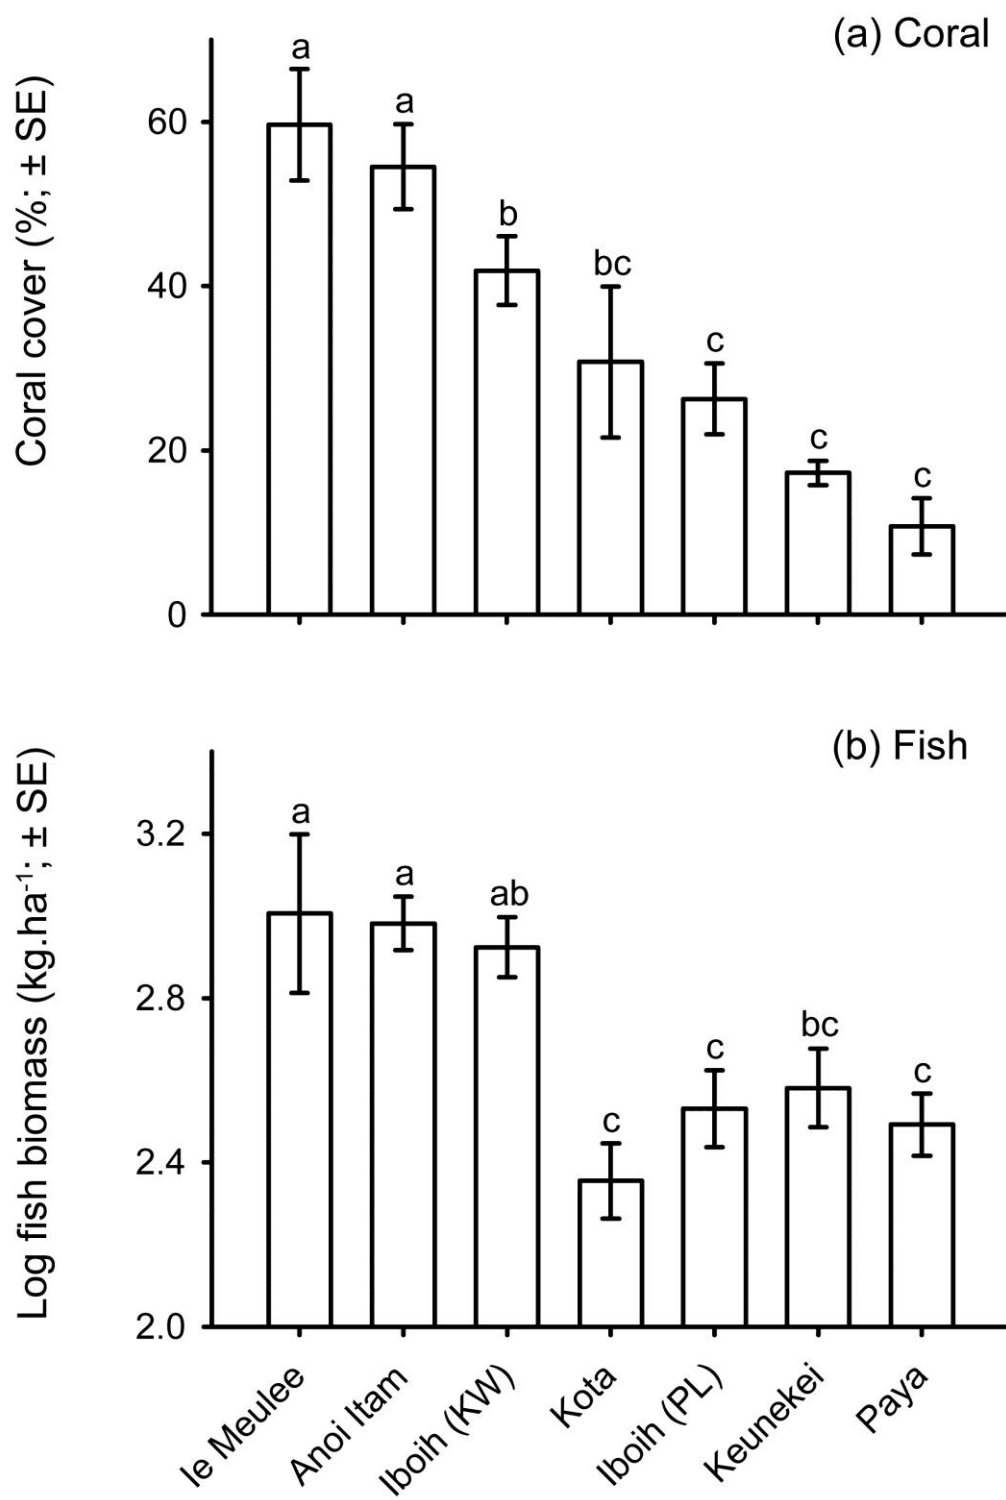 (a) Coral
Coral cover (%; ± SE)
60
40
20
0
a
a
b
bc
c
c
c
(b) Fish
Log fish biomass (kg.ha⁻¹; ± SE)
3.2
2.8
2.4
2.0
a
a
ab
c
c
bc
c
Ie Meulee
Anoi Itam
Iboih (KW)
Kota
Iboih (PL)
Keunekei
Paya